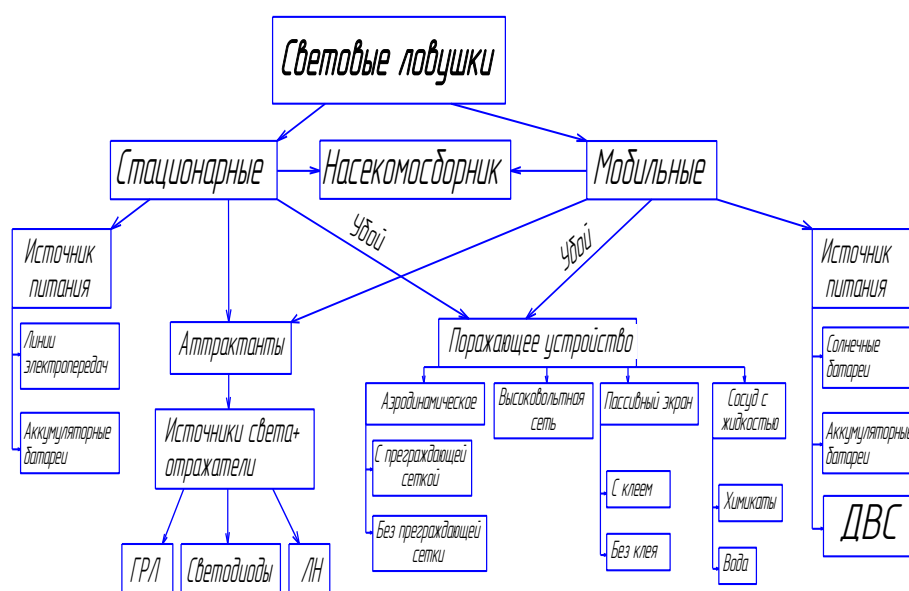 Световые ловушки
Стационарные
Насекомосборник
Мобильные
Убой
Убой
Источник
питания
Источник
питания
Линии
электропередач
Аттрактанты
Поражающее устройство
Солнечные
батареи
Аэродинамическое
Высоковольтная
сеть
Пассивный экран
Сосуд с
жидкостью
Аккумуляторные
батареи
Источники света+
отражатели
С преграждающей
сеткой
С клеем
Химикаты
Аккумуляторные
батареи
Без преграждающей
сетки
Без клея
Вода
ДВС
ГРЛ
Светодиоды
ЛН